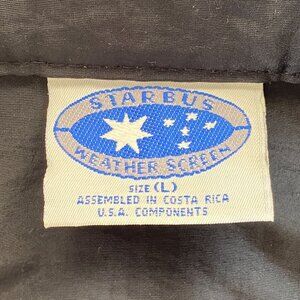 STARBUS
WEATHER SCREEN
SIZE (L)
ASSEMBLED IN COSTA RICA
U.S.A. COMPONENTS